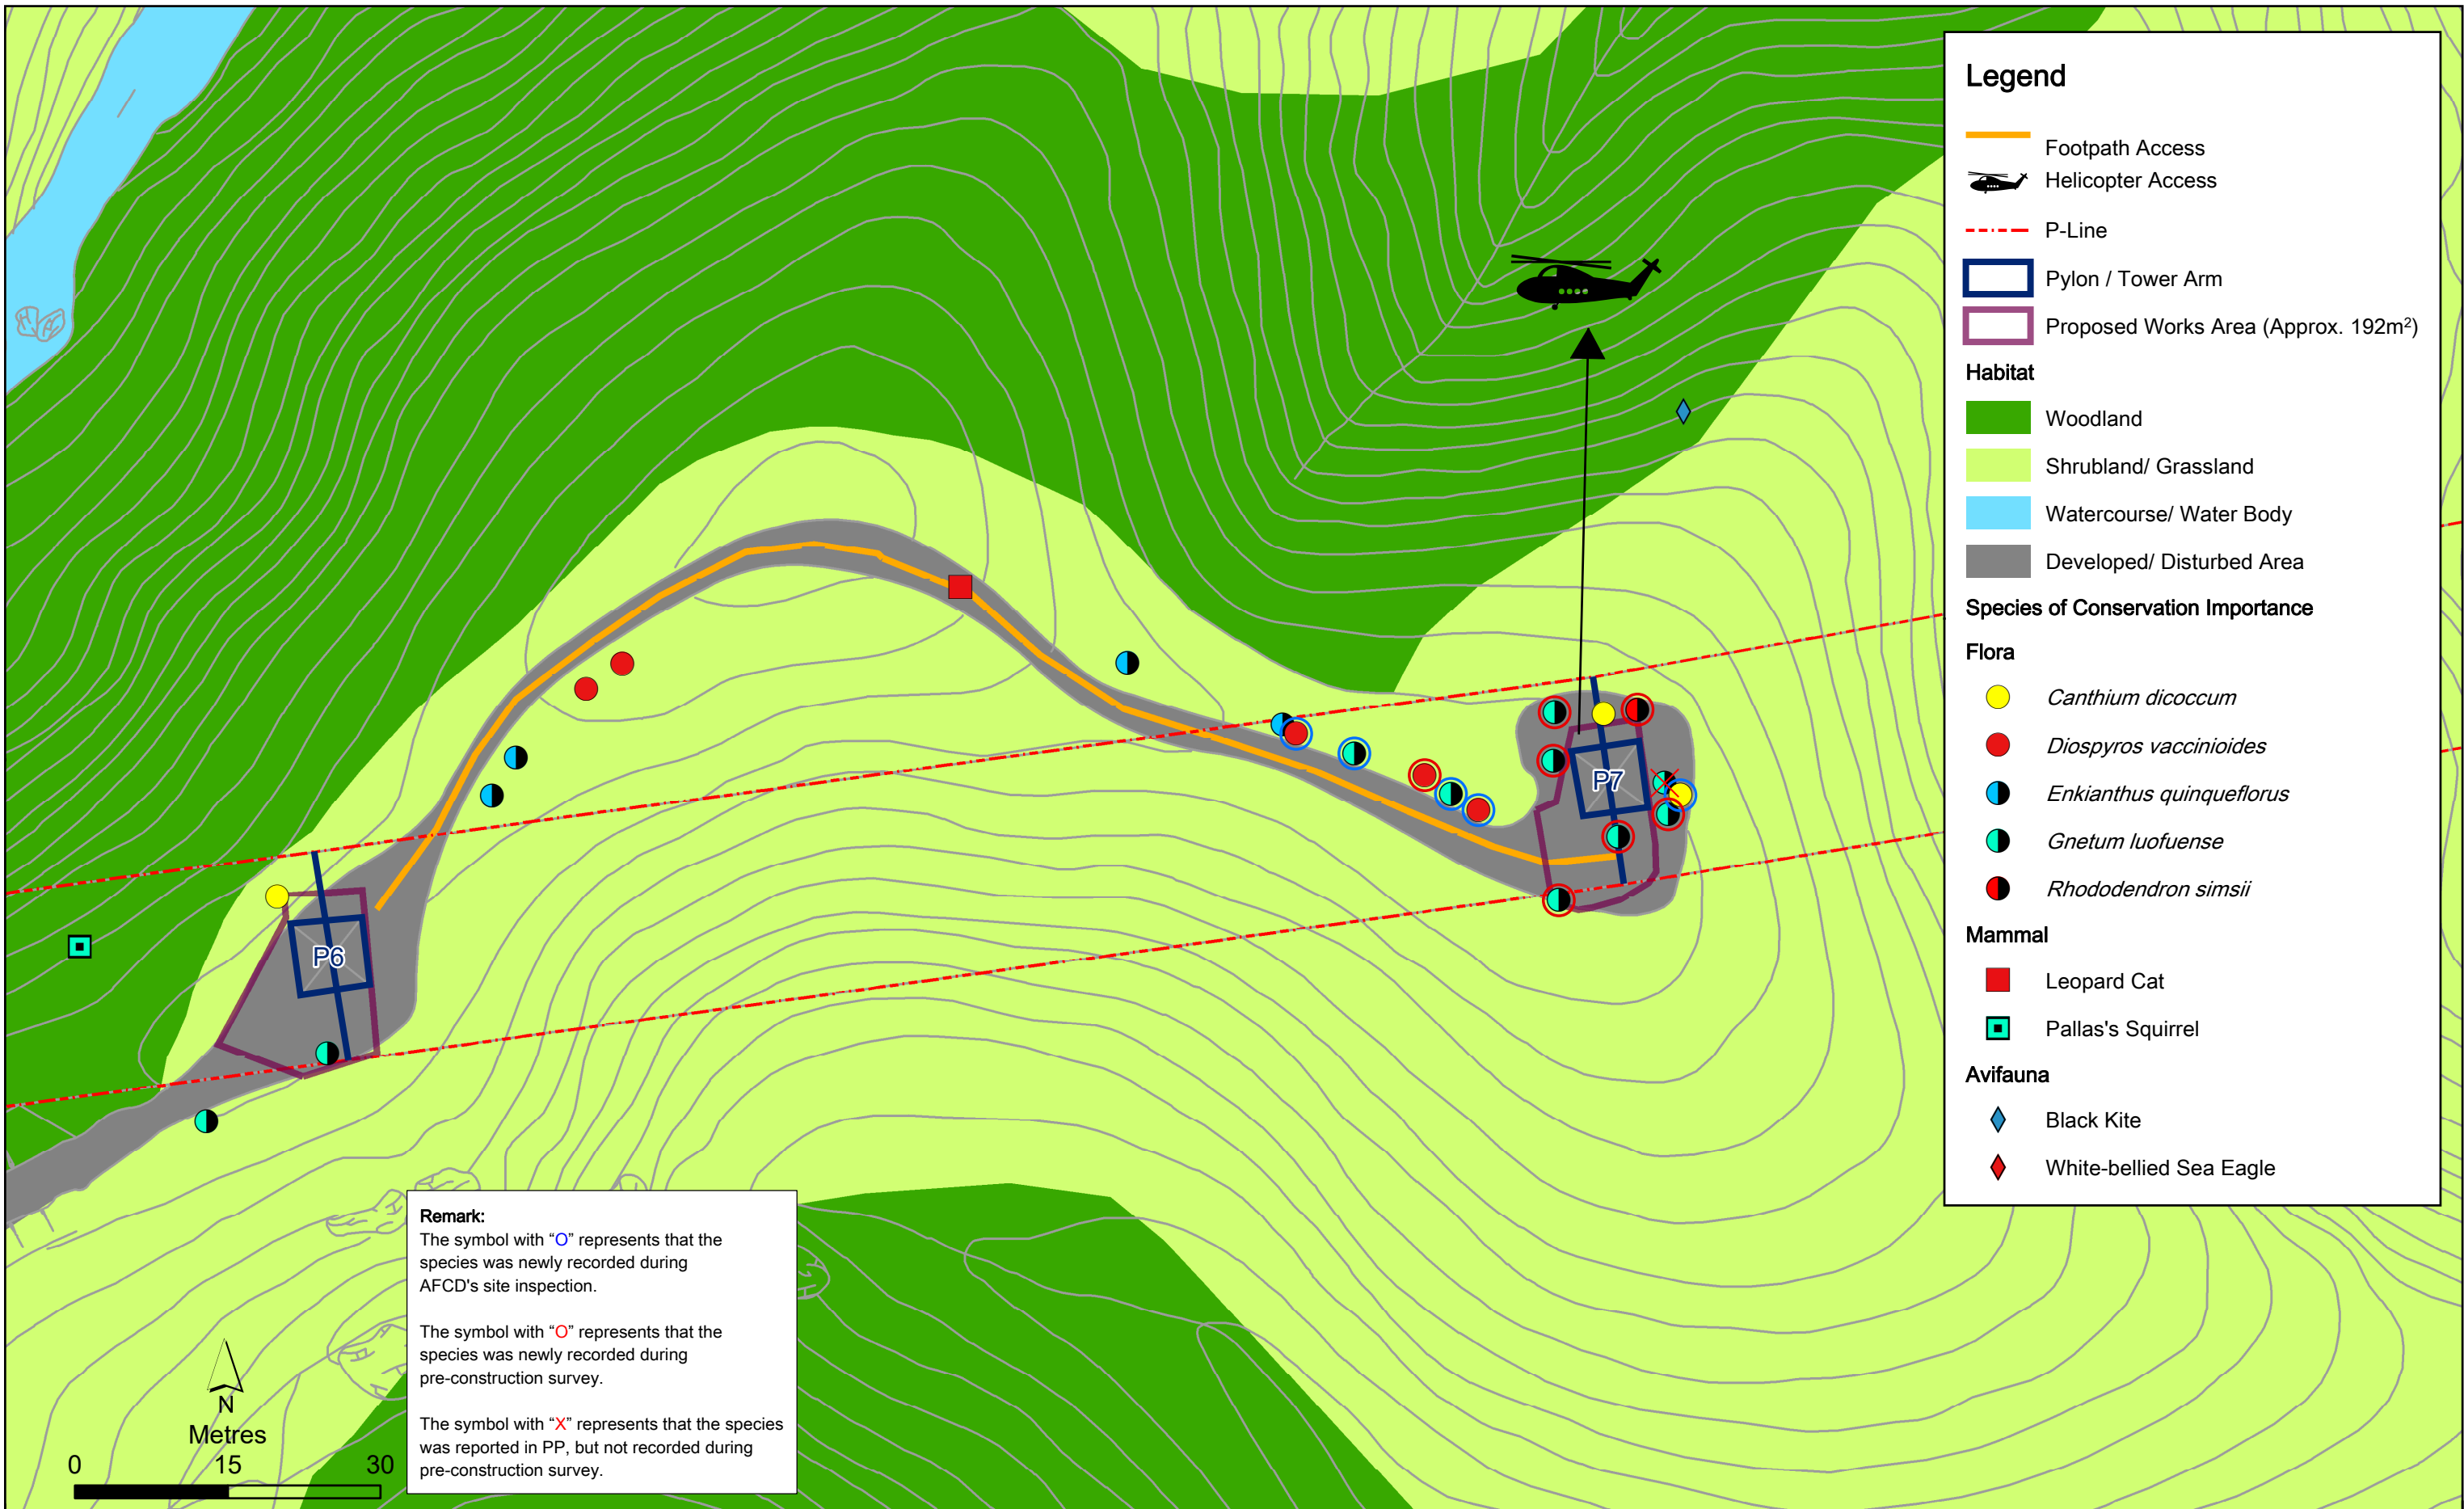 Legend
Footpath Access
Helicopter Access
P-Line
Pylon / Tower Arm
Proposed Works Area (Approx. 192m²)
Habitat
Woodland
Shrubland/ Grassland
Watercourse/ Water Body
Developed/ Disturbed Area
Species of Conservation Importance
Flora
Canthium dicoccum
Diospyros vaccinioides
Enkianthus quinqueflorus
Gnetum luofuense
Rhododendron simsii
Mammal
Leopard Cat
Pallas's Squirrel
Avifauna
Black Kite
White-bellied Sea Eagle
P7
P6
Remark:
The symbol with “O” represents that the
species was newly recorded during
AFCD's site inspection.
The symbol with “O” represents that the
species was newly recorded during
pre-construction survey.
The symbol with “X” represents that the species
was reported in PP, but not recorded during
pre-construction survey.
N
Metres
0 15 30